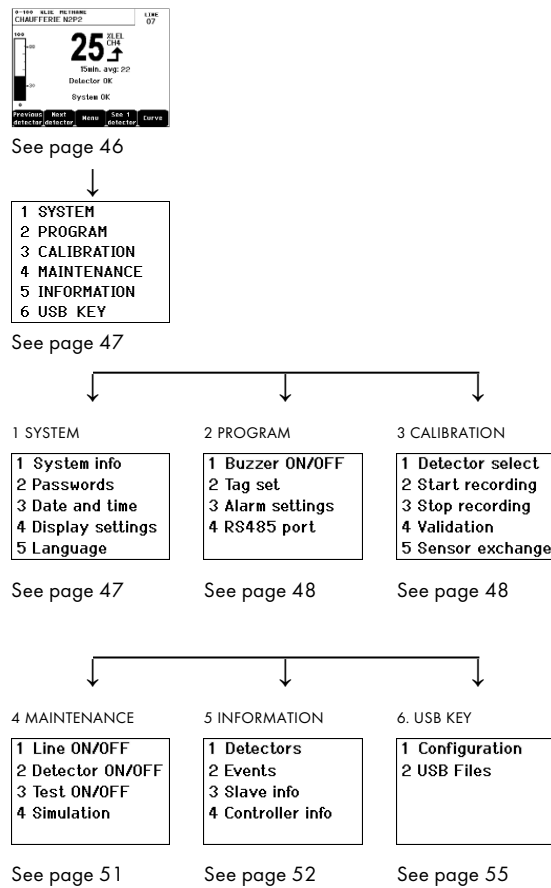 0-100 %LIE METHANE
CHAUFFERIE N2P2
LINE
07
100
80
25
%LEL
CH4
20
0
15min. avg: 22
Detector OK
System OK
Previous detector
Next detector
Menu
See 1 detector
Curve
See page 46
1 SYSTEM
2 PROGRAM
3 CALIBRATION
4 MAINTENANCE
5 INFORMATION
6 USB KEY
See page 47
1 SYSTEM
1 System info
2 Passwords
3 Date and time
4 Display settings
5 Language
See page 47
2 PROGRAM
1 Buzzer ON/OFF
2 Tag set
3 Alarm settings
4 RS485 port
See page 48
3 CALIBRATION
1 Detector select
2 Start recording
3 Stop recording
4 Validation
5 Sensor exchange
See page 48
4 MAINTENANCE
1 Line ON/OFF
2 Detector ON/OFF
3 Test ON/OFF
4 Simulation
See page 51
5 INFORMATION
1 Detectors
2 Events
3 Slave info
4 Controller info
See page 52
6. USB KEY
1 Configuration
2 USB Files
See page 55